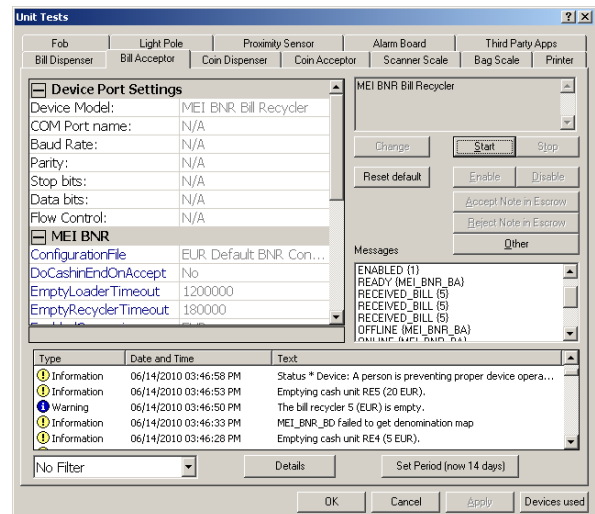 Unit Tests
Fob Light Pole Proximity Sensor Alarm Board Third Party Apps
Bill Dispenser Bill Acceptor Coin Dispenser Coin Acceptor Scanner Scale Bag Scale Printer
Device Port Settings
Device Model: MEI BNR Bill Recycler
COM Port name: N/A
Baud Rate: N/A
Parity: N/A
Stop bits: N/A
Data bits: N/A
Flow Control: N/A
MEI BNR
ConfigurationFile EUR Default BNR Con...
DoCashinEndOnAccept No
EmptyLoaderTimeout 1200000
EmptyRecyclerTimeout 180000
MEI BNR Bill Recycler
Change Start Stop
Reset default Enable Disable
Accept Note in Escrow
Reject Note in Escrow
Other
Messages
ENABLED {1}
READY {MEI_BNR_BA}
RECEIVED_BILL {5}
RECEIVED_BILL {5}
RECEIVED_BILL {5}
OFFLINE {MEI_BNR_BA}
ONLINE {MEI_BNR_BA}
Type Date and Time Text
Information 06/14/2010 03:46:58 PM Status * Device: A person is preventing proper device opera...
Information 06/14/2010 03:46:53 PM Emptying cash unit RE5 (20 EUR).
Warning 06/14/2010 03:46:50 PM The bill recycler 5 (EUR) is empty.
Information 06/14/2010 03:46:33 PM MEI_BNR_BD failed to get denomination map
Information 06/14/2010 03:46:28 PM Emptying cash unit RE4 (5 EUR).
No Filter Details Set Period (now 14 days)
OK Cancel Apply Devices used